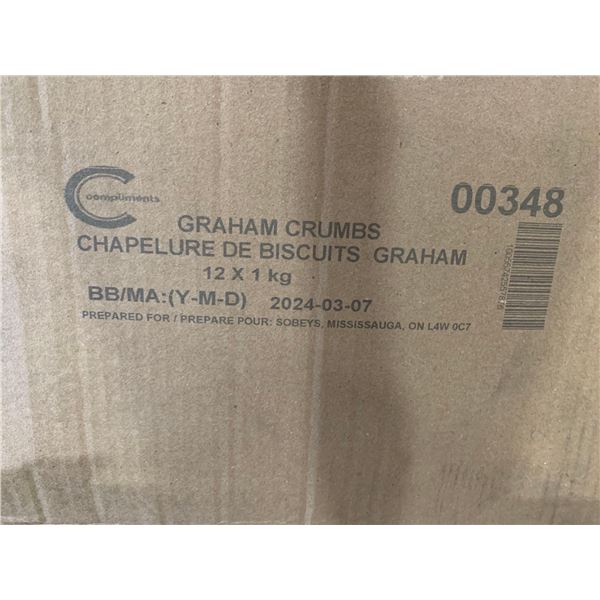 compliments
00348
GRAHAM CRUMBS
CHAPELURE DE BISCUITS GRAHAM
12 X 1 kg
BB/MA:(Y-M-D) 2024-03-07
PREPARED FOR / PREPARE POUR: SOBEYS, MISSISSAUGA, ON L4W 0C7